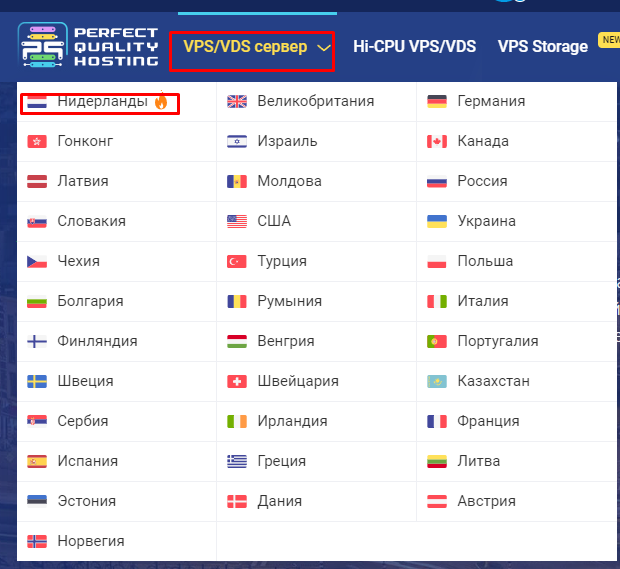 PERFECT
QUALITY
HOSTING
VPS/VDS сервер
Hi-CPU VPS/VDS
VPS Storage
NEW
Нидерланды
Великобритания
Германия
Гонконг
Израиль
Канада
Латвия
Молдова
Россия
Словакия
США
Украина
Чехия
Турция
Польша
Болгария
Румыния
Италия
Финляндия
Венгрия
Португалия
Швеция
Швейцария
Казахстан
Сербия
Ирландия
Франция
Испания
Греция
Литва
Эстония
Дания
Австрия
Норвегия